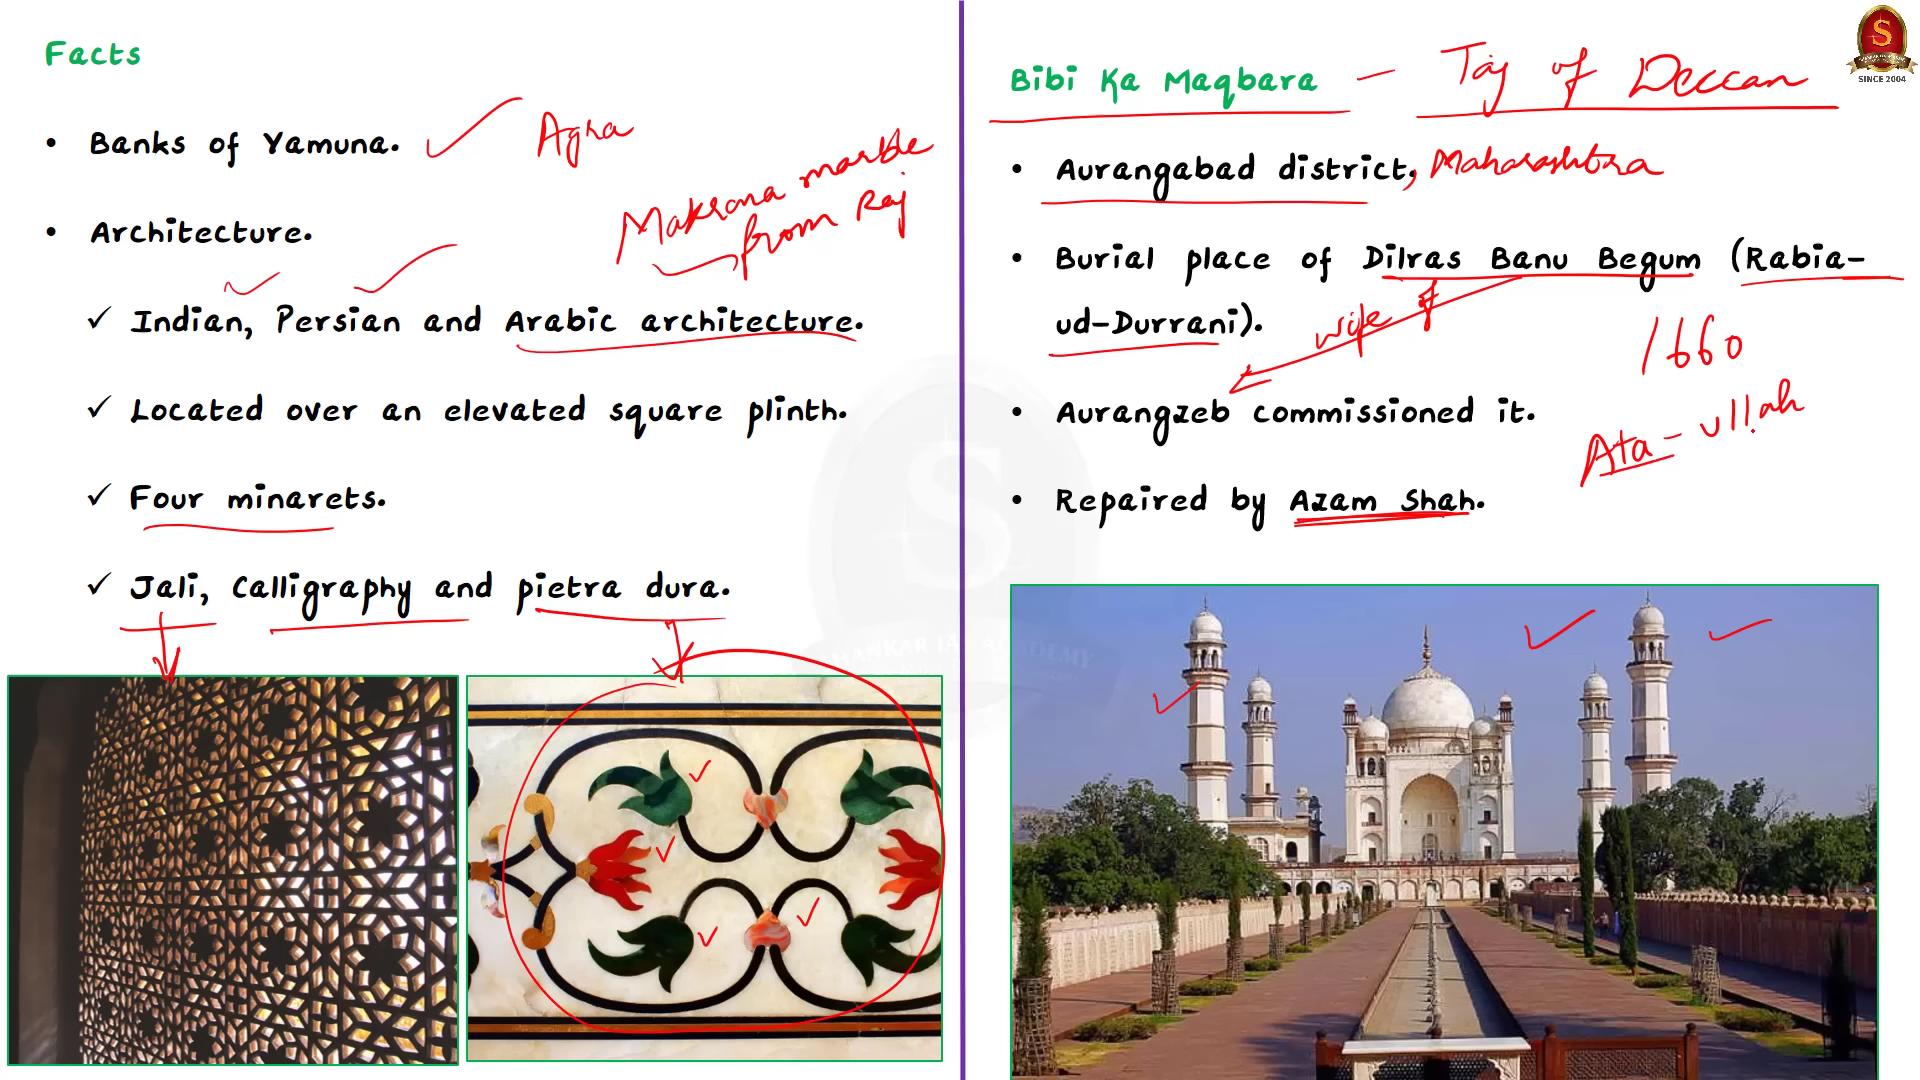 Facts
• Banks of Yamuna.
Agra
• Architecture.
Makrana marble
from Raj
✓ Indian, Persian and Arabic architecture.
✓ Located over an elevated square plinth.
✓ Four minarets.
✓ Jali, Calligraphy and pietra dura.
Bibi Ka Maqbara – Taj of Deccan
• Aurangabad district, Maharashtra
• Burial place of Dilras Banu Begum (Rabia-
ud-Durrani).
wife of
1660
• Aurangzeb commissioned it.
Ata-ullah
• Repaired by Azam Shah.
S
SINCE 2004
S
SHANKAR IAS ACADEMY